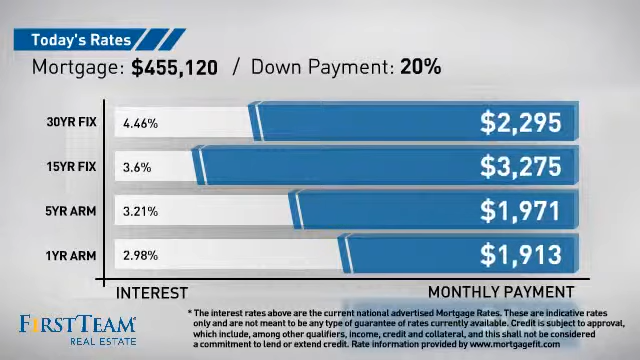 Today's Rates
Mortgage: $455,120 / Down Payment: 20%
30YR FIX 4.46% $2,295
15YR FIX 3.6% $3,275
5YR ARM 3.21% $1,971
1YR ARM 2.98% $1,913
INTEREST MONTHLY PAYMENT
* The interest rates above are the current national advertised Mortgage Rates. These are indicative rates
only and are not meant to be any type of guarantee of rates currently available. Credit is subject to approval,
which include, among other qualifiers, income, credit and collateral, and this shall not be considered
a commitment to lend or extend credit. Rate information provided by www.mortgagefit.com
FIRSTTEAM®
REAL ESTATE